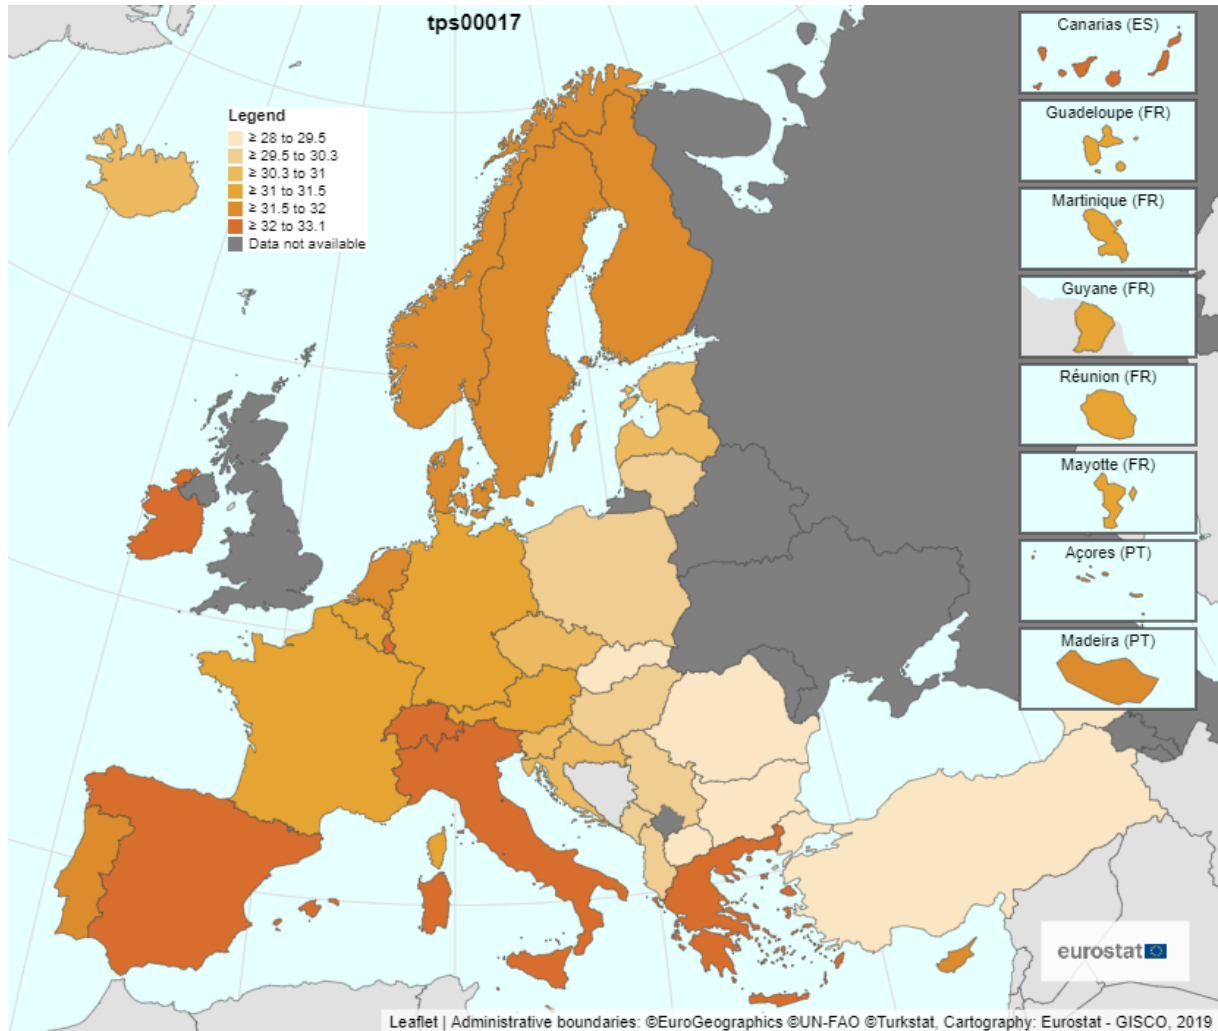 tps00017
Legend
≥ 28 to 29.5
≥ 29.5 to 30.3
≥ 30.3 to 31
≥ 31 to 31.5
≥ 31.5 to 32
≥ 32 to 33.1
Data not available
Canarias (ES)
Guadeloupe (FR)
Martinique (FR)
Guyane (FR)
Réunion (FR)
Mayotte (FR)
Açores (PT)
Madeira (PT)
eurostat
Leaflet | Administrative boundaries: ©EuroGeographics ©UN-FAO ©Turkstat, Cartography: Eurostat - GISCO, 2019